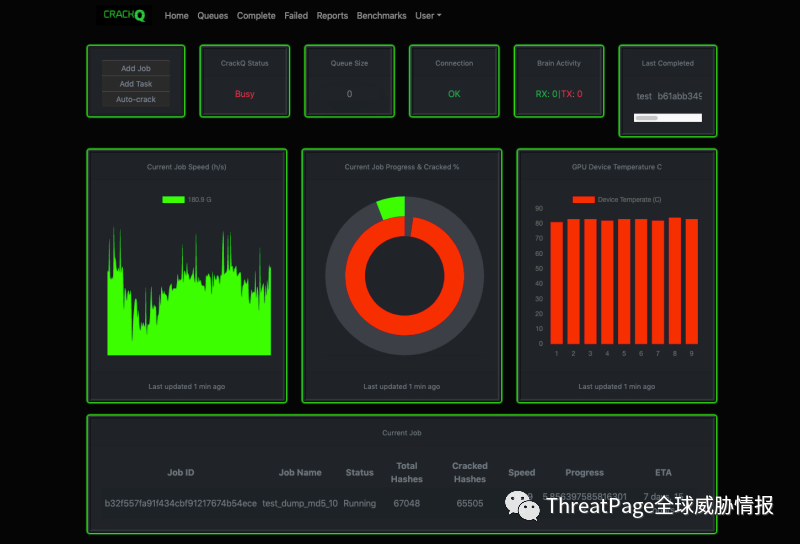 CRACKQ
Home Queues Complete Failed Reports Benchmarks User
Add Job
Add Task
Auto-crack
CrackQ Status
Busy
Queue Size
0
Connection
OK
Brain Activity
RX: 0|TX: 0
Last Completed
test b61abb349
Current Job Speed (h/s)
180.9 G
Last updated 1 min ago
Current Job Progress & Cracked %
Last updated 1 min ago
GPU Device Temperature C
Device Temperate (C)
90
80
70
60
50
40
30
20
10
0
1 2 3 4 5 6 7 8 9
Last updated 1 min ago
Current Job
Job ID Job Name Status Total Hashes Cracked Hashes Speed Progress ETA
b32f557fa91f434cbf91217674b54ece test_dump_md5_10 Running 67048 65505 7 days
ThreatPage全球威胁情报